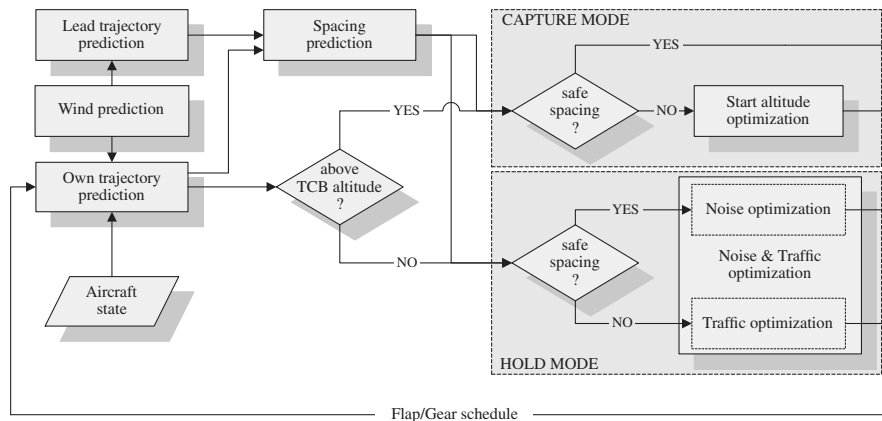 Lead trajectory
prediction
Spacing
prediction
CAPTURE MODE
YES
safe
spacing
?
NO
Start altitude
optimization
Wind prediction
YES
Own trajectory
prediction
above
TCB altitude
?
NO
YES
Noise optimization
safe
spacing
?
Noise & Traffic
optimization
NO
Traffic optimization
HOLD MODE
Aircraft
state
Flap/Gear schedule